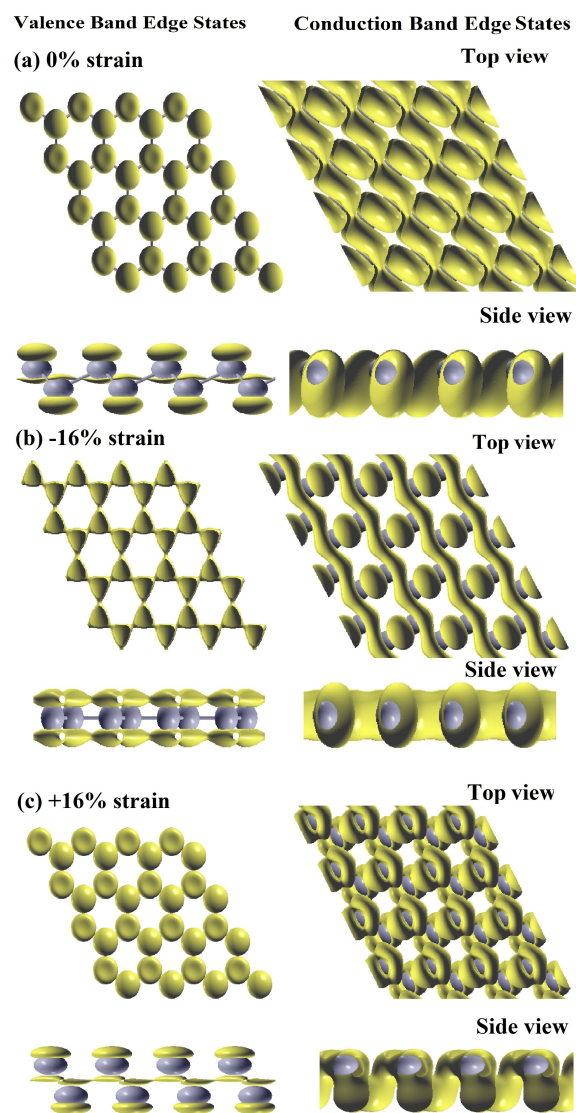 Valence Band Edge States
Conduction Band Edge States
(a) 0% strain
Top view
Side view
(b) -16% strain
Top view
Side view
(c) +16% strain
Top view
Side view